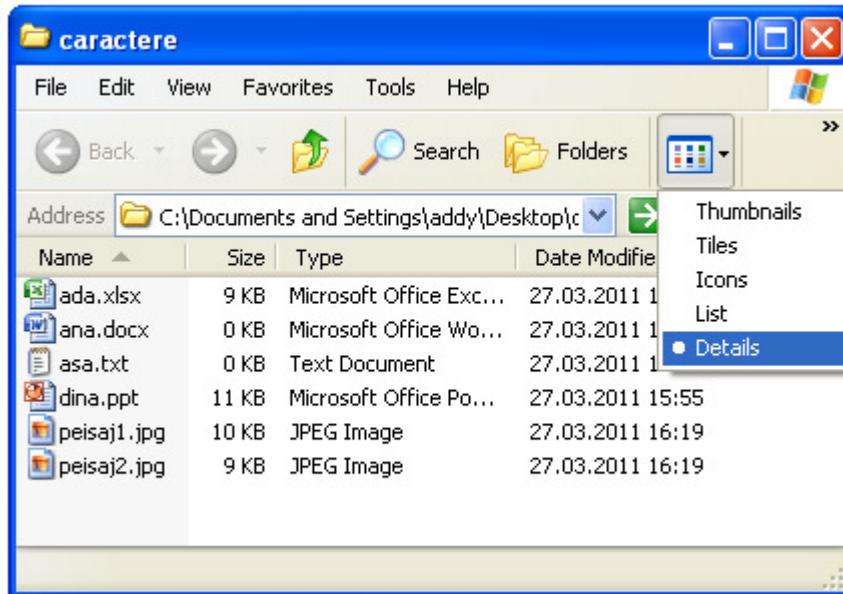 caractere
File Edit View Favorites Tools Help
Back Search Folders »
Address C:\Documents and Settings\addy\Desktop\c
Thumbnails
Tiles
Icons
List
Details
Name Size Type Date Modifie
ada.xlsx 9 KB Microsoft Office Exc... 27.03.2011 1
ana.docx 0 KB Microsoft Office Wo... 27.03.2011 1
asa.txt 0 KB Text Document 27.03.2011 1
dina.ppt 11 KB Microsoft Office Po... 27.03.2011 15:55
peisaj1.jpg 10 KB JPEG Image 27.03.2011 16:19
peisaj2.jpg 9 KB JPEG Image 27.03.2011 16:19